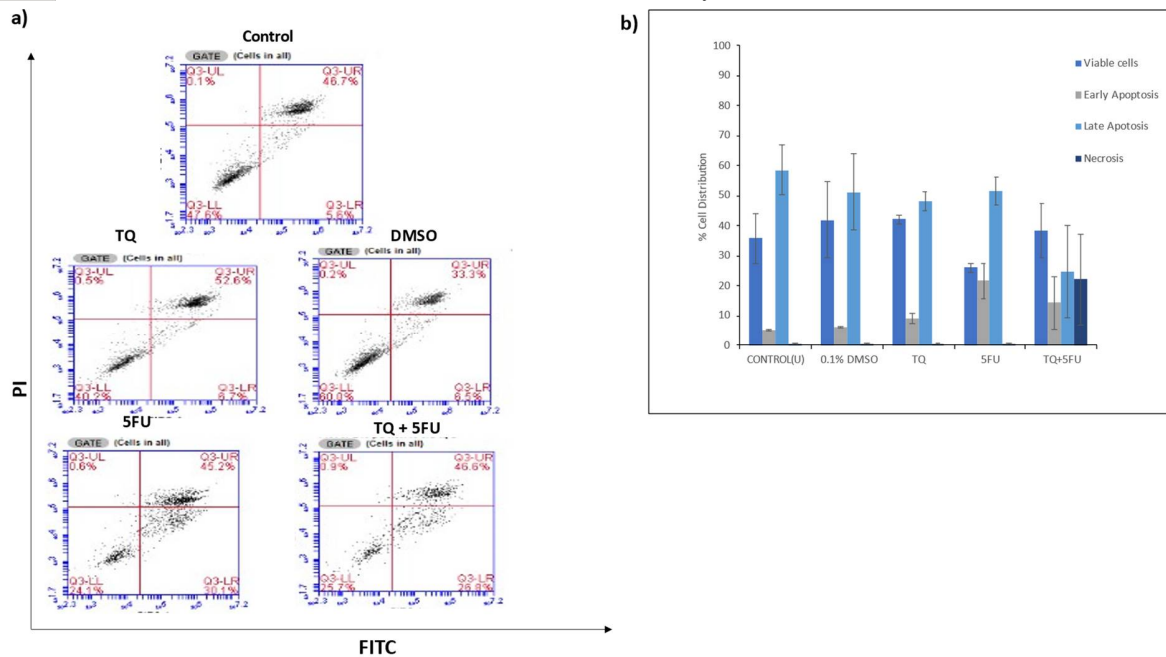 a)
Control
GATE (Cells in all)
Q3-UL
0.1%
Q3-UR
46.7%
Q3-LL
47.6%
Q3-LR
5.6%
TQ
GATE (Cells in all)
Q3-UL
0.5%
Q3-UR
52.6%
Q3-LL
40.2%
Q3-LR
6.7%
DMSO
GATE (Cells in all)
Q3-UL
0.2%
Q3-UR
33.3%
Q3-LL
60.0%
Q3-LR
6.5%
5FU
GATE (Cells in all)
Q3-UL
0.6%
Q3-UR
45.2%
Q3-LL
24.1%
Q3-LR
30.1%
TQ + 5FU
GATE (Cells in all)
Q3-UL
0.9%
Q3-UR
46.6%
Q3-LL
25.7%
Q3-LR
26.8%
PI
FITC
b)
100
90
80
70
60
50
40
30
20
10
0
% Cell Distribution
CONTROL(U)
0.1% DMSO
TQ
5FU
TQ+5FU
Viable cells
Early Apoptosis
Late Apotosis
Necrosis